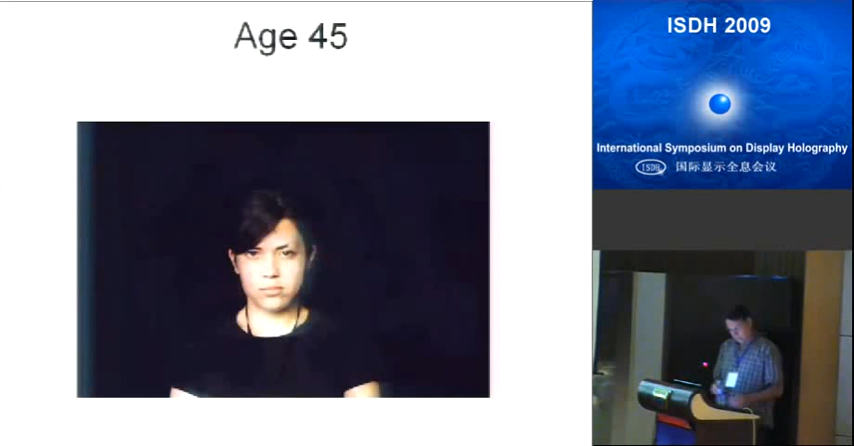 Age 45
ISDH 2009
International Symposium on Display Holography
ISDH 国际显示全息会议